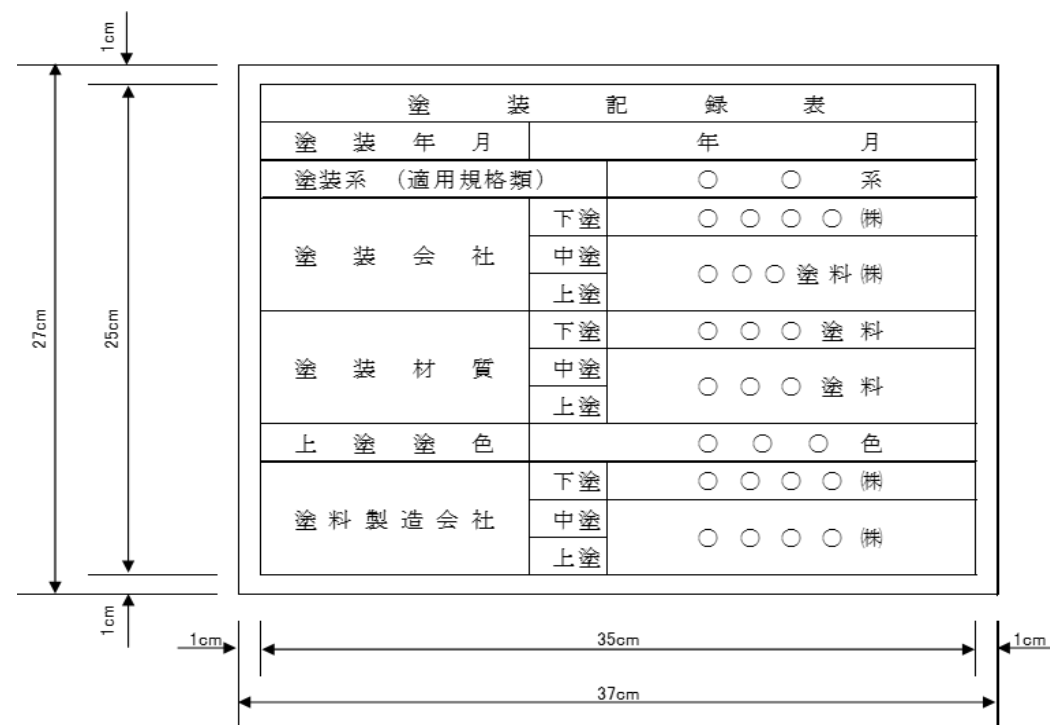 1cm
塗装記録表
塗装年月 年 月
塗装系 (適用規格類) ○○系
塗装会社 下塗 ○○○○㈱
中塗 ○○○塗料㈱
上塗
塗装材質 下塗 ○○○塗料
中塗 ○○○塗料
上塗
上塗塗色 ○○○色
塗料製造会社 下塗 ○○○○㈱
中塗 ○○○○㈱
上塗
27cm
25cm
1cm
1cm
35cm
1cm
37cm